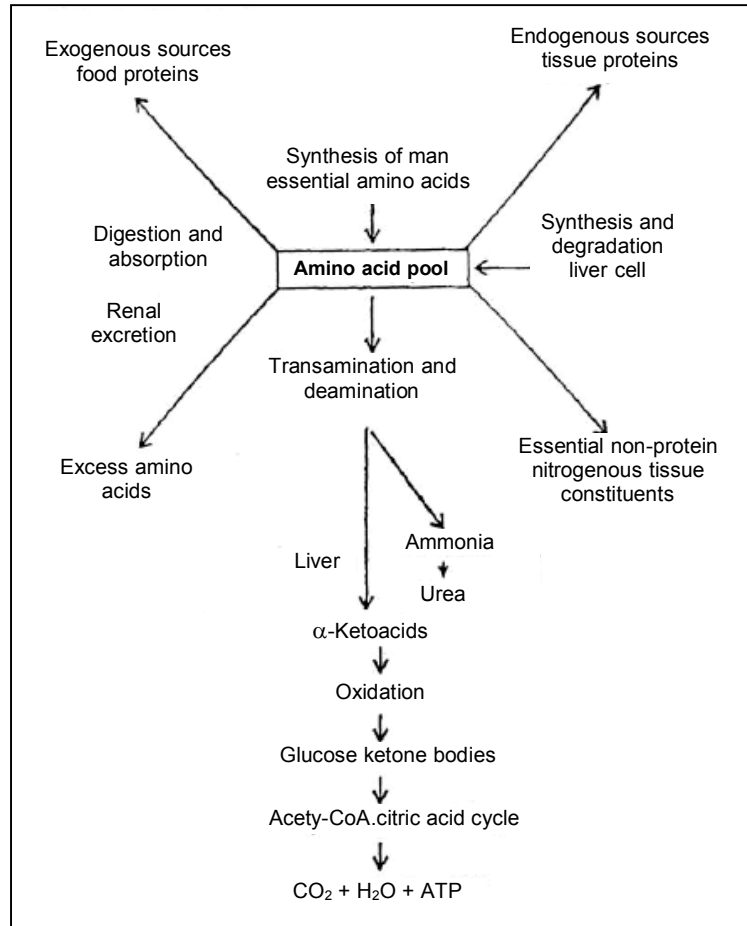 Exogenous sources
food proteins
Endogenous sources
tissue proteins
Synthesis of man
essential amino acids
Digestion and
absorption
Amino acid pool
Synthesis and
degradation
liver cell
Renal
excretion
Transamination and
deamination
Excess amino
acids
Essential non-protein
nitrogenous tissue
constituents
Liver
Ammonia
Urea
α-Ketoacids
Oxidation
Glucose ketone bodies
Acety-CoA.citric acid cycle
CO₂ + H₂O + ATP